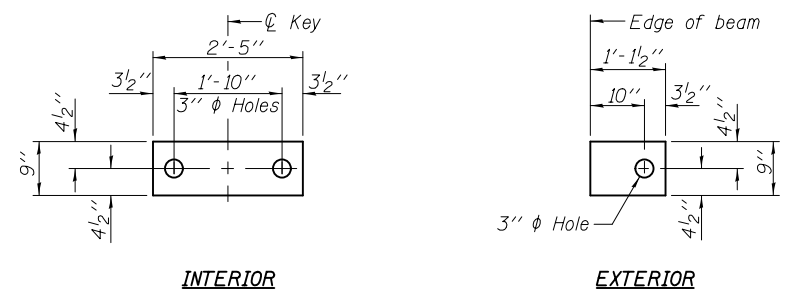 ℄ Key
2'-5"
3½"
1'-10"
3½"
3" φ Holes
4½"
9"
4½"
INTERIOR
Edge of beam
1'-1½"
10"
3½"
4½"
9"
4½"
3" φ Hole
EXTERIOR